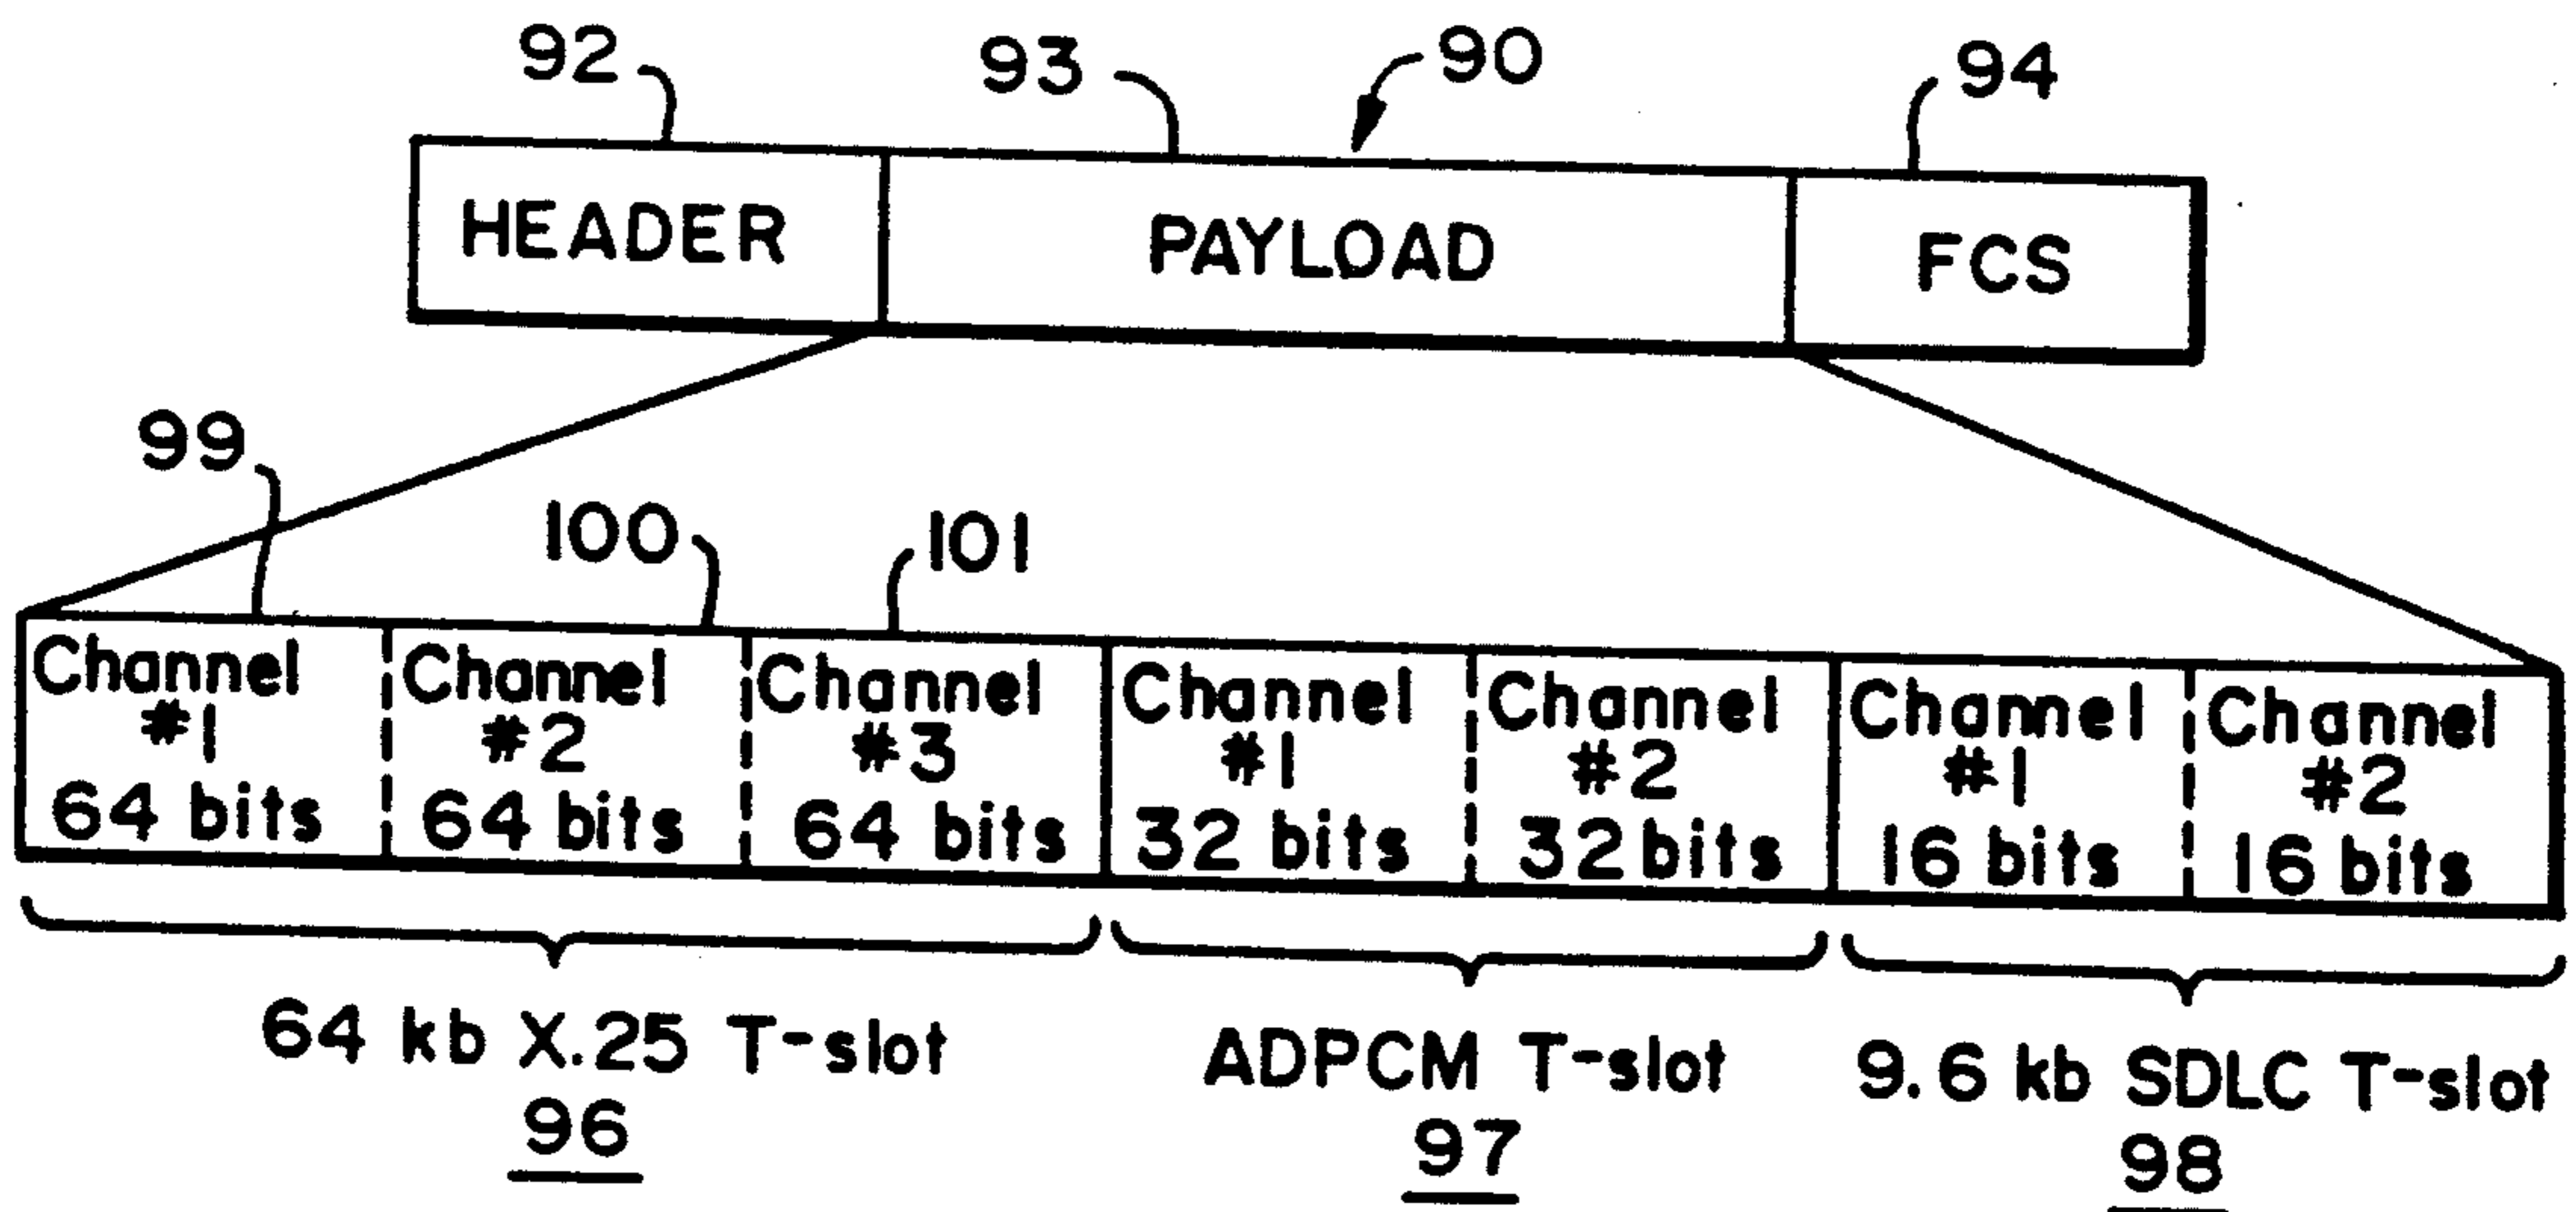 92 93 90 94
HEADER PAYLOAD FCS
99 100 101
Channel #1 64 bits
Channel #2 64 bits
Channel #3 64 bits
Channel #1 32 bits
Channel #2 32 bits
Channel #1 16 bits
Channel #2 16 bits
64 kb X.25 T-slot
96
ADPCM T-slot
97
9.6 kb SDLC T-slot
98